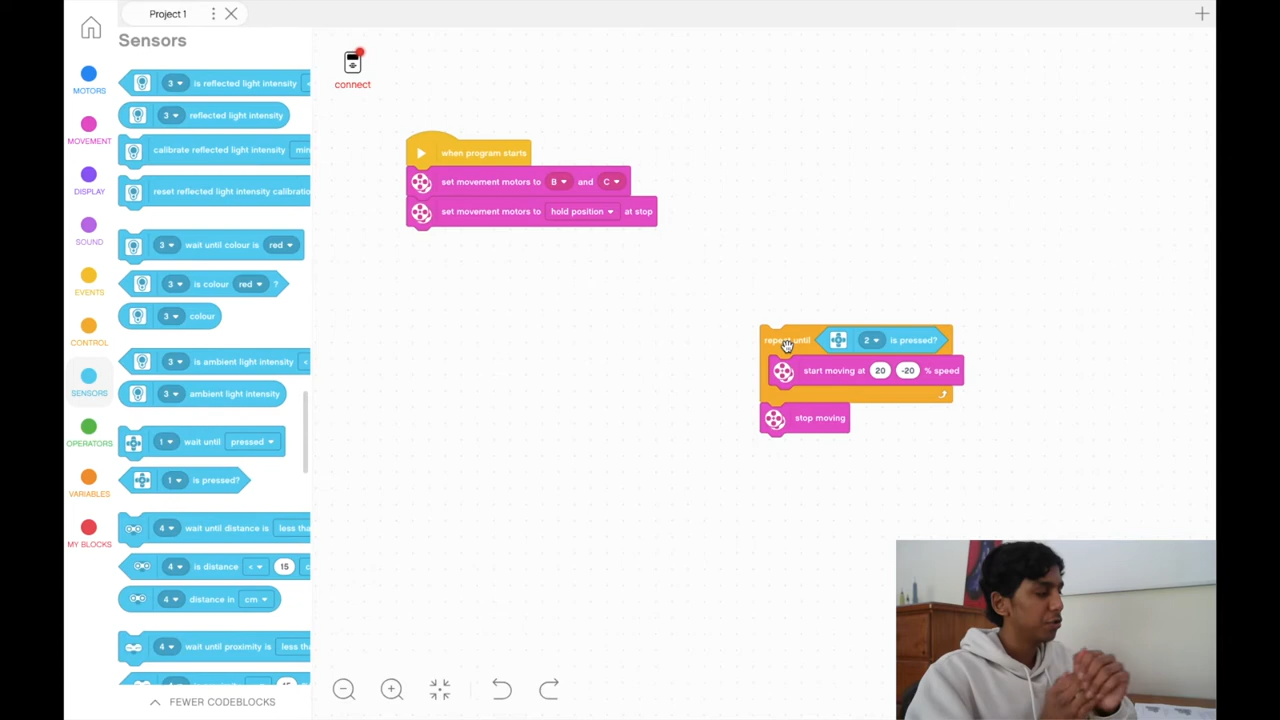 Project 1
Sensors
connect
MOTORS
MOVEMENT
DISPLAY
SOUND
EVENTS
CONTROL
SENSORS
OPERATORS
VARIABLES
MY BLOCKS
3 is reflected light intensity <
3 reflected light intensity
calibrate reflected light intensity min
reset reflected light intensity calibratio
3 wait until colour is red
3 is colour red ?
3 colour
3 is ambient light intensity <
3 ambient light intensity
1 wait until pressed
1 is pressed?
4 wait until distance is less tha
4 is distance < 15 c
4 distance in cm
4 wait until proximity is less tha
FEWER CODEBLOCKS
when program starts
set movement motors to B and C
set movement motors to hold position at stop
repeat until 2 is pressed?
start moving at 20 -20 % speed
stop moving